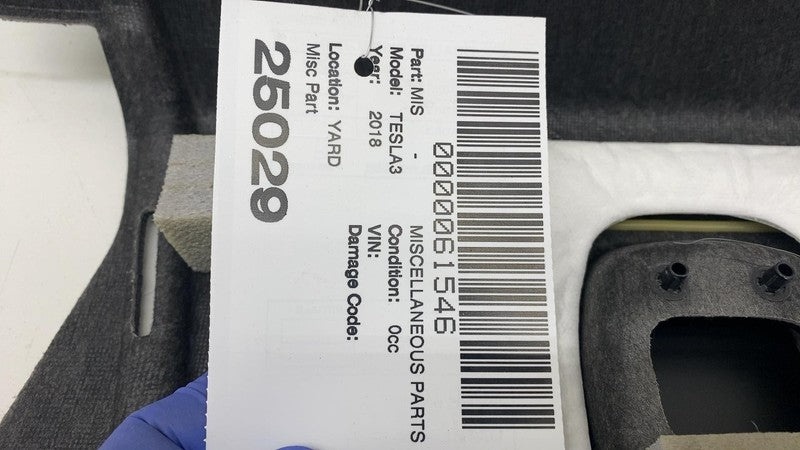 0000061546
Part: MIS - MISCELLANEOUS PARTS
Model: TESLA3 Condition: 0cc
Year: 2018 VIN:
Damage Code:
Location: YARD
Misc Part
25029